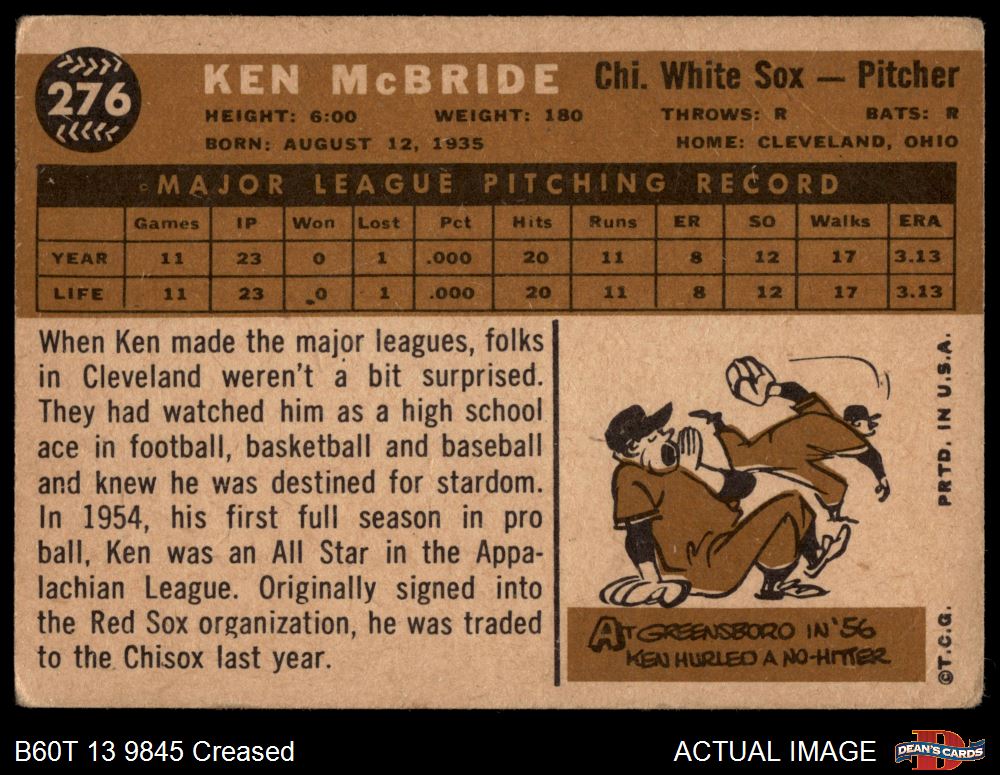 276
KEN McBRIDE Chi. White Sox — Pitcher
HEIGHT: 6:00 WEIGHT: 180 THROWS: R BATS: R
BORN: AUGUST 12, 1935 HOME: CLEVELAND, OHIO
MAJOR LEAGUE PITCHING RECORD
Games IP Won Lost Pct Hits Runs ER SO Walks ERA
YEAR 11 23 0 1 .000 20 11 8 12 17 3.13
LIFE 11 23 0 1 .000 20 11 8 12 17 3.13
When Ken made the major leagues, folks
in Cleveland weren't a bit surprised.
They had watched him as a high school
ace in football, basketball and baseball
and knew he was destined for stardom.
In 1954, his first full season in pro
ball, Ken was an All Star in the Appa-
lachian League. Originally signed into
the Red Sox organization, he was traded
to the Chisox last year.
AT GREENSBORO IN '56
KEN HURLED A NO-HITTER
PRTD. IN U.S.A.
©T.C.G.
B60T 13 9845 Creased
ACTUAL IMAGE
DEAN'S CARDS